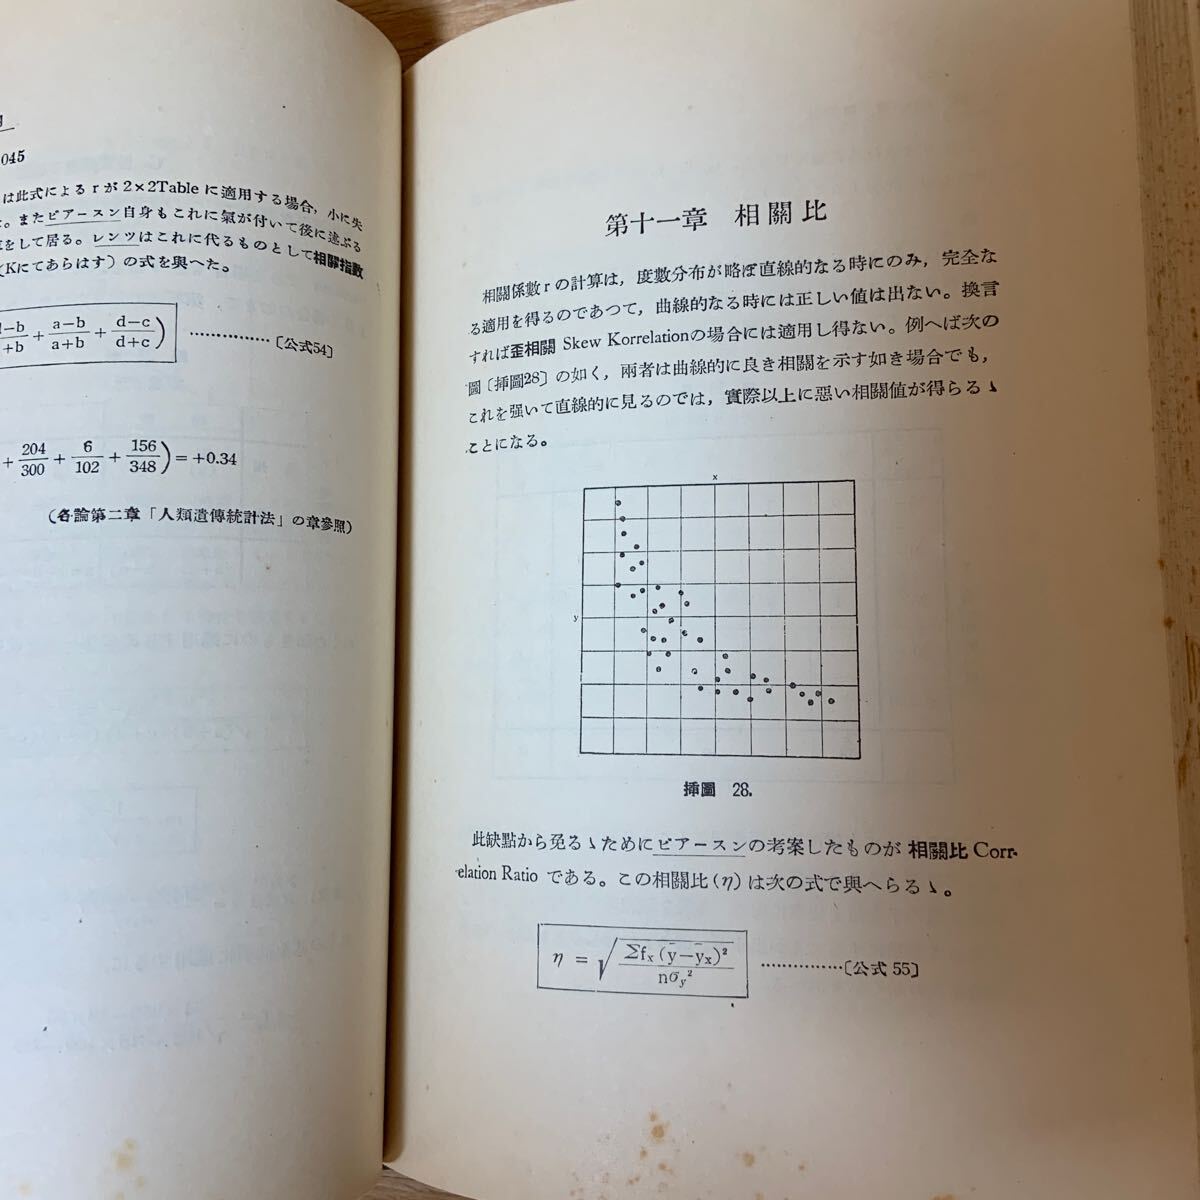 045
は此式によるrが2×2Tableに適用する場合，小に失
。またピアースン自身もこれに氣が付いて後に述ぶる
をして居る。レンツはこれに代るものとして相關指數
(Kにてあらはす）の式を與へた。
d−b/+b + a−b/a+b + d−c/d+c) ……………〔公式54〕
+ 204/300 + 6/102 + 156/348) = +0.34
(各論第二章「人類遺傳統計法」の章參照)
第十一章　相關比
相關係數rの計算は，度數分布が略ぼ直線的なる時にのみ，完全な
る適用を得るのであつて，曲線的なる時には正しい値は出ない。換言
すれば歪相關 Skew Korrelationの場合には適用し得ない。例へば次の
圖〔挿圖28〕の如く，兩者は曲線的に良き相關を示す如き場合でも，
これを强いて直線的に見るのでは，實際以上に惡い相關値が得らるゝ
ことになる。
x
y
挿圖　28.
此缺點から免るゝためにピアースンの考案したものが 相關比 Corr-
elation Ratio である。この相關比(η)は次の式で與へらるゝ。
η = √Σfx(ȳ−ȳx)²/nσy² ……………〔公式 55〕